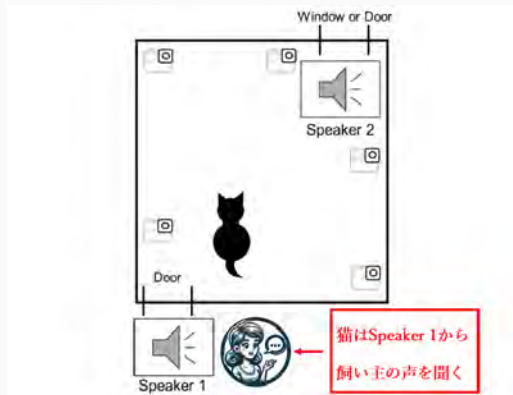 Window or Door
Speaker 2
Door
Speaker 1
猫はSpeaker 1から
飼い主の声を聞く